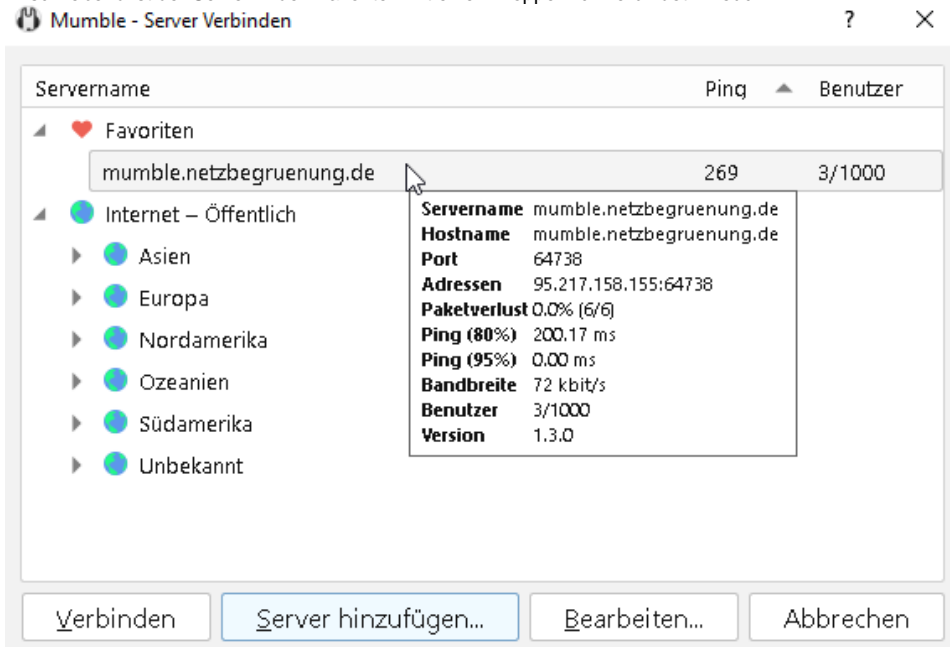 Mumble - Server Verbinden ?
Servername Ping Benutzer
Favoriten
mumble.netzbegruenung.de 269 3/1000
Internet – Öffentlich
Asien
Europa
Nordamerika
Ozeanien
Südamerika
Unbekannt
Servername mumble.netzbegruenung.de
Hostname mumble.netzbegruenung.de
Port 64738
Adressen 95.217.158.155:64738
Paketverlust 0.0% (6/6)
Ping (80%) 200.17 ms
Ping (95%) 0.00 ms
Bandbreite 72 kbit/s
Benutzer 3/1000
Version 1.3.0
Verbinden Server hinzufügen... Bearbeiten... Abbrechen